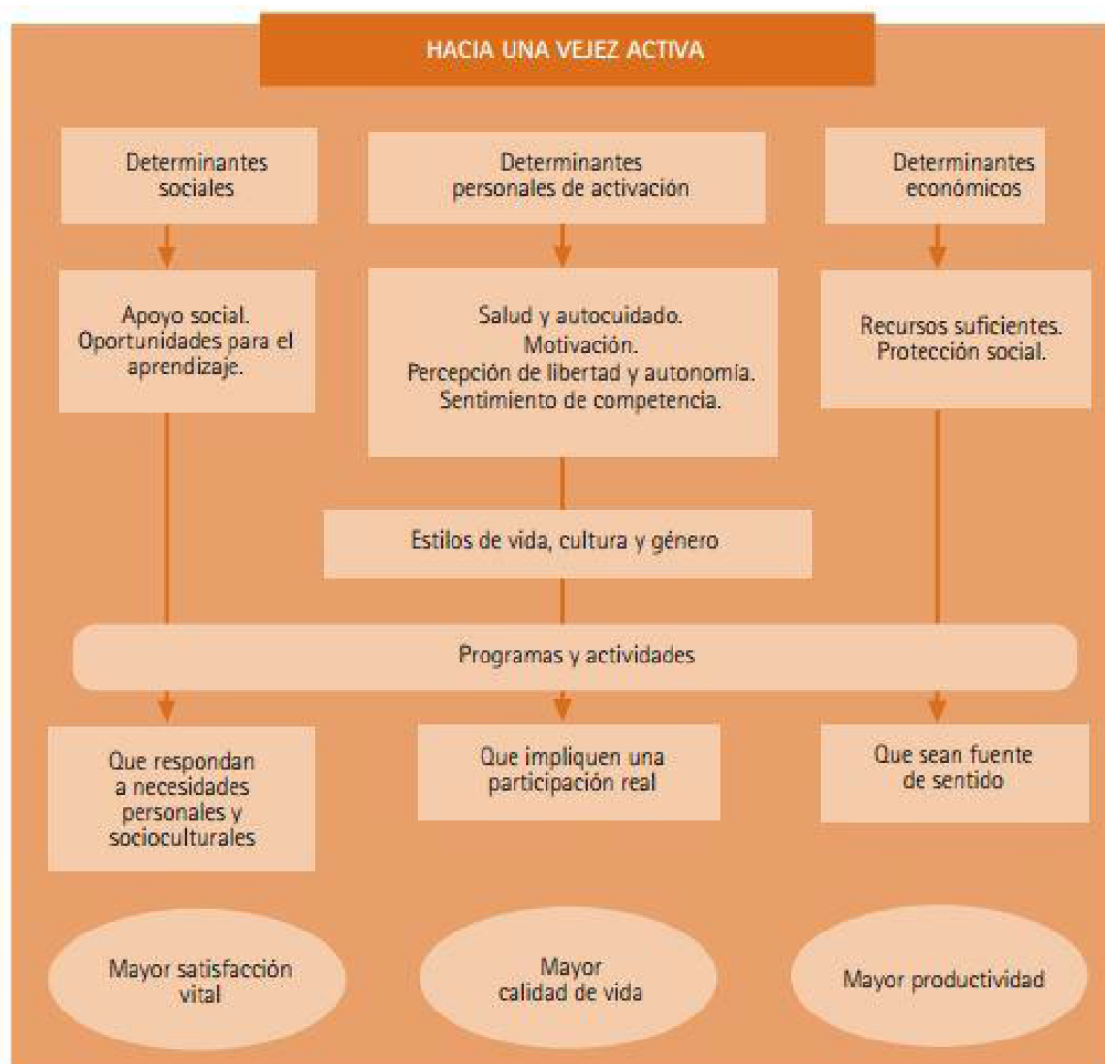 HACIA UNA VEJEZ ACTIVA
Determinantes
sociales
Determinantes
personales de activación
Determinantes
económicos
Apoyo social.
Oportunidades para el
aprendizaje.
Salud y autocuidado.
Motivación.
Percepción de libertad y autonomía.
Sentimiento de competencia.
Recursos suficientes.
Protección social.
Estilos de vida, cultura y género
Programas y actividades
Que respondan
a necesidades
personales y
socioculturales
Que impliquen una
participación real
Que sean fuente
de sentido
Mayor satisfacción
vital
Mayor
calidad de vida
Mayor productividad